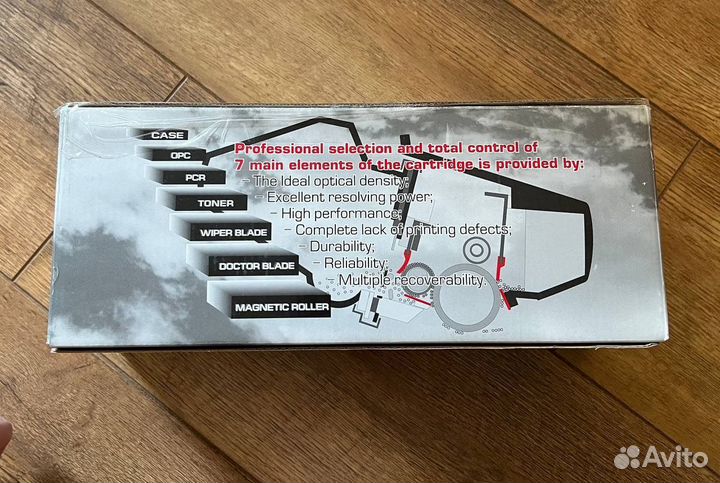 CASE
OPC
PCR
TONER
WIPER BLADE
DOCTOR BLADE
MAGNETIC ROLLER
Professional selection and total control of
7 main elements of the cartridge is provided by:
- The Ideal optical density;
- Excellent resolving power;
- High performance;
- Complete lack of printing defects;
- Durability;
- Reliability;
- Multiple recoverability.
Avito